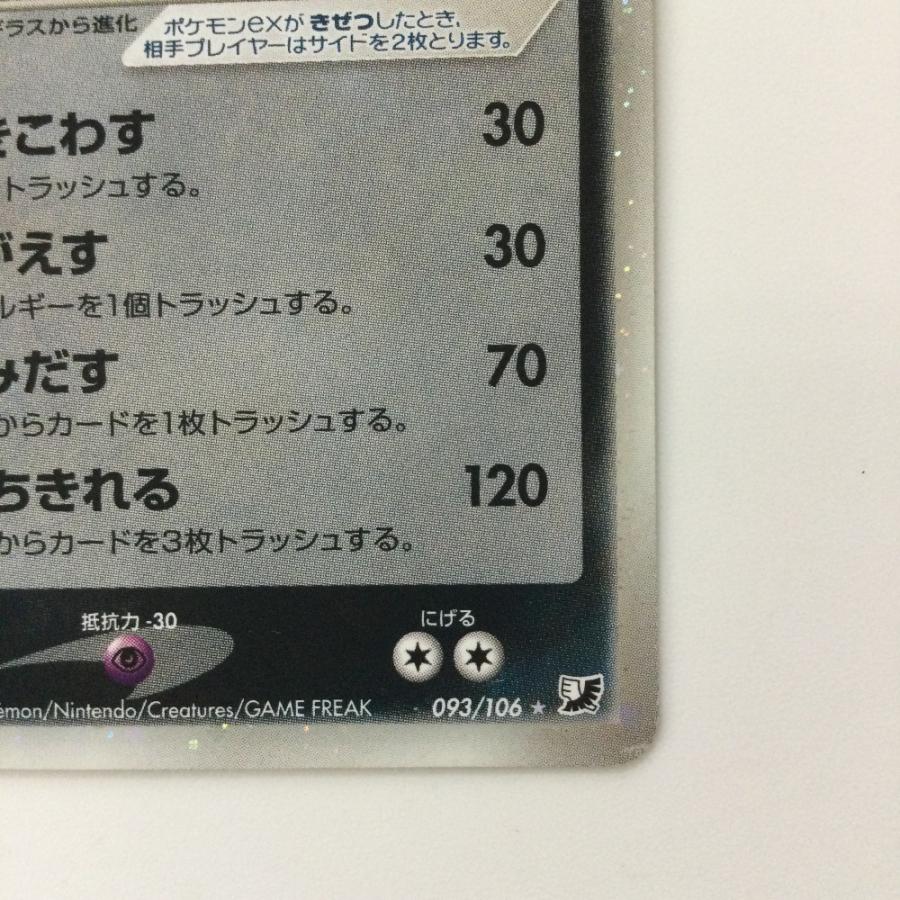 ギラスから進化
ポケモンexが きぜつしたとき、
相手プレイヤーはサイドを2枚とります。
きこわす 30
トラッシュする。
がえす 30
ルギーを1個トラッシュする。
みだす 70
からカードを1枚トラッシュする。
ちきれる 120
からカードを3枚トラッシュする。
抵抗力 -30
にげる
émon/Nintendo/Creatures/GAME FREAK
093/106 ★